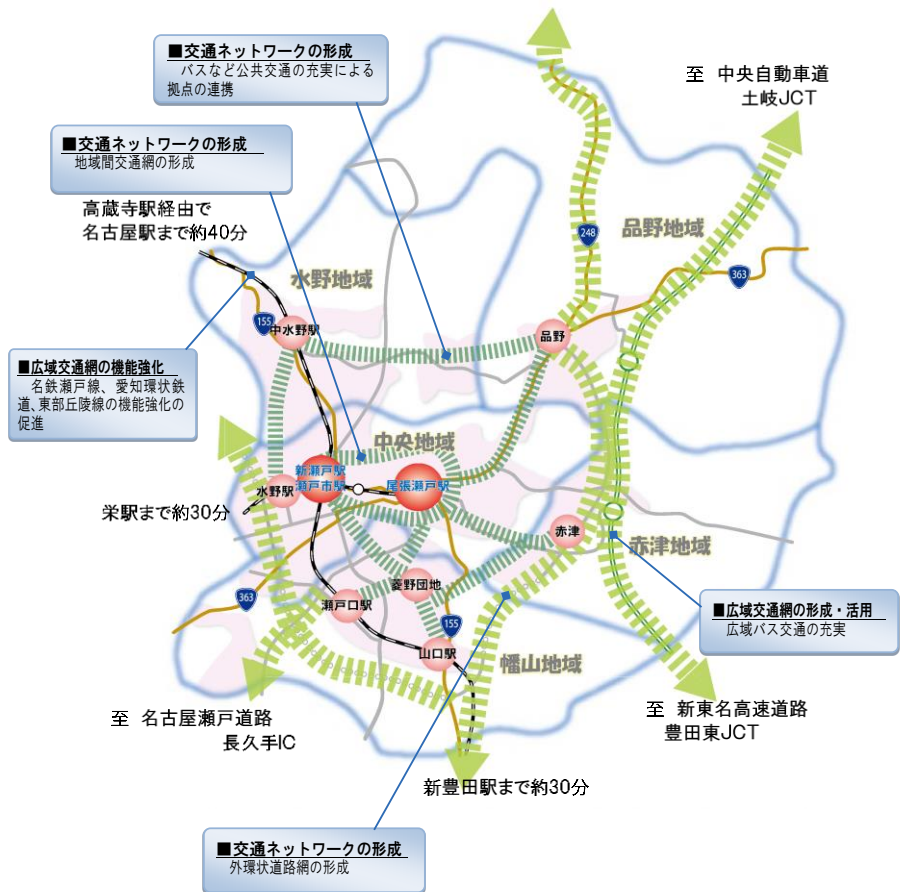 ■交通ネットワークの形成
バスなど公共交通の充実による
拠点の連携
至 中央自動車道
土岐JCT
■交通ネットワークの形成
地域間交通網の形成
高蔵寺駅経由で
名古屋駅まで約40分
248
品野地域
363
水野地域
155
中水野駅
品野
■広域交通網の機能強化
名鉄瀬戸線、愛知環状鉄
道、東部丘陵線の機能強化の
促進
中央地域
新瀬戸駅
瀬戸市駅
尾張瀬戸駅
水野駅
栄駅まで約30分
赤津
赤津地域
菱野団地
363
瀬戸口駅
155
■広域交通網の形成・活用
広域バス交通の充実
山口駅
幡山地域
至 名古屋瀬戸道路
長久手IC
至 新東名高速道路
豊田東JCT
新豊田駅まで約30分
■交通ネットワークの形成
外環状道路網の形成